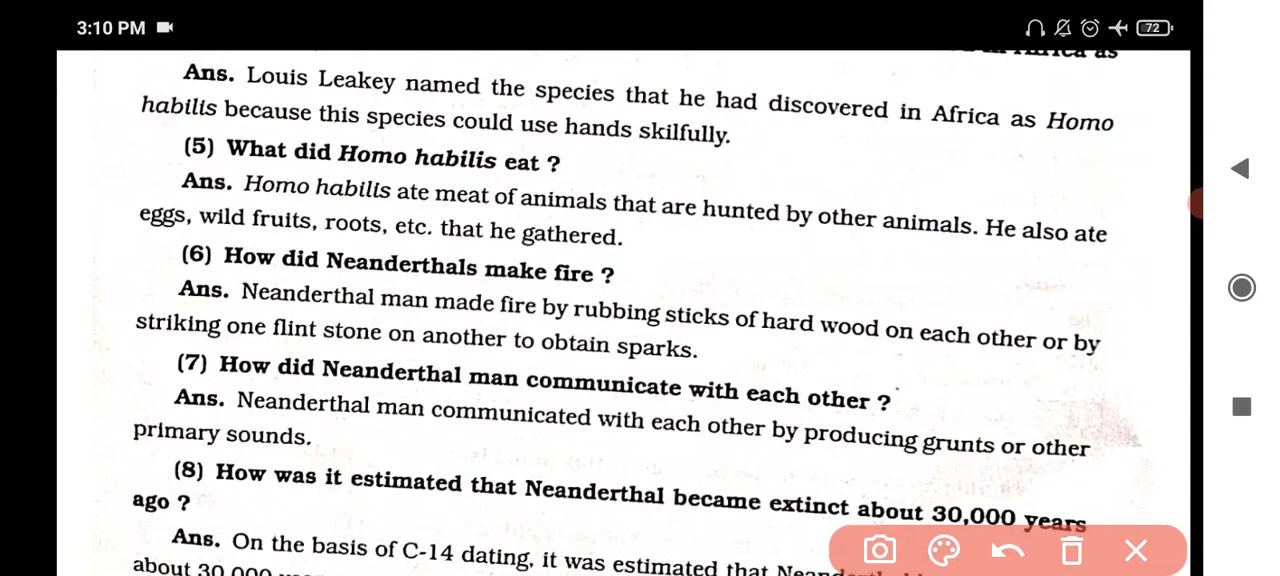 3:10 PM
72
Africa as
Ans. Louis Leakey named the species that he had discovered in Africa as Homo
habilis because this species could use hands skilfully.
(5) What did Homo habilis eat ?
Ans. Homo habilis ate meat of animals that are hunted by other animals. He also ate
eggs, wild fruits, roots, etc. that he gathered.
(6) How did Neanderthals make fire ?
Ans. Neanderthal man made fire by rubbing sticks of hard wood on each other or by
striking one flint stone on another to obtain sparks.
(7) How did Neanderthal man communicate with each other ?
Ans. Neanderthal man communicated with each other by producing grunts or other
primary sounds.
(8) How was it estimated that Neanderthal became extinct about 30,000 years
ago ?
Ans. On the basis of C-14 dating, it was estimated that
about 30,000